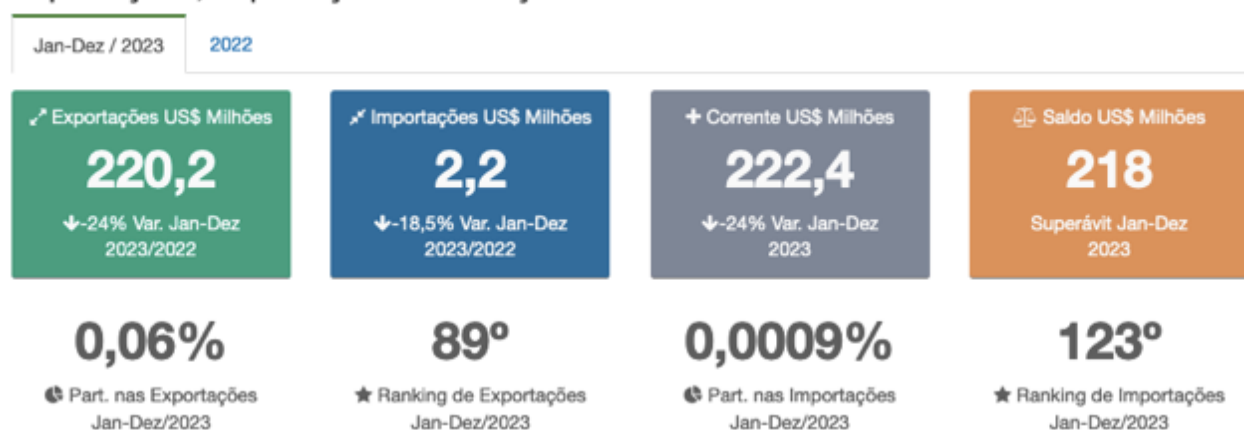 Jan-Dez / 2023
2022
Exportações US$ Milhões
220,2
-24% Var. Jan-Dez
2023/2022
Importações US$ Milhões
2,2
-18,5% Var. Jan-Dez
2023/2022
+ Corrente US$ Milhões
222,4
-24% Var. Jan-Dez
2023
Saldo US$ Milhões
218
Superávit Jan-Dez
2023
0,06%
Part. nas Exportações
Jan-Dez/2023
89º
Ranking de Exportações
Jan-Dez/2023
0,0009%
Part. nas Importações
Jan-Dez/2023
123º
Ranking de Importações
Jan-Dez/2023